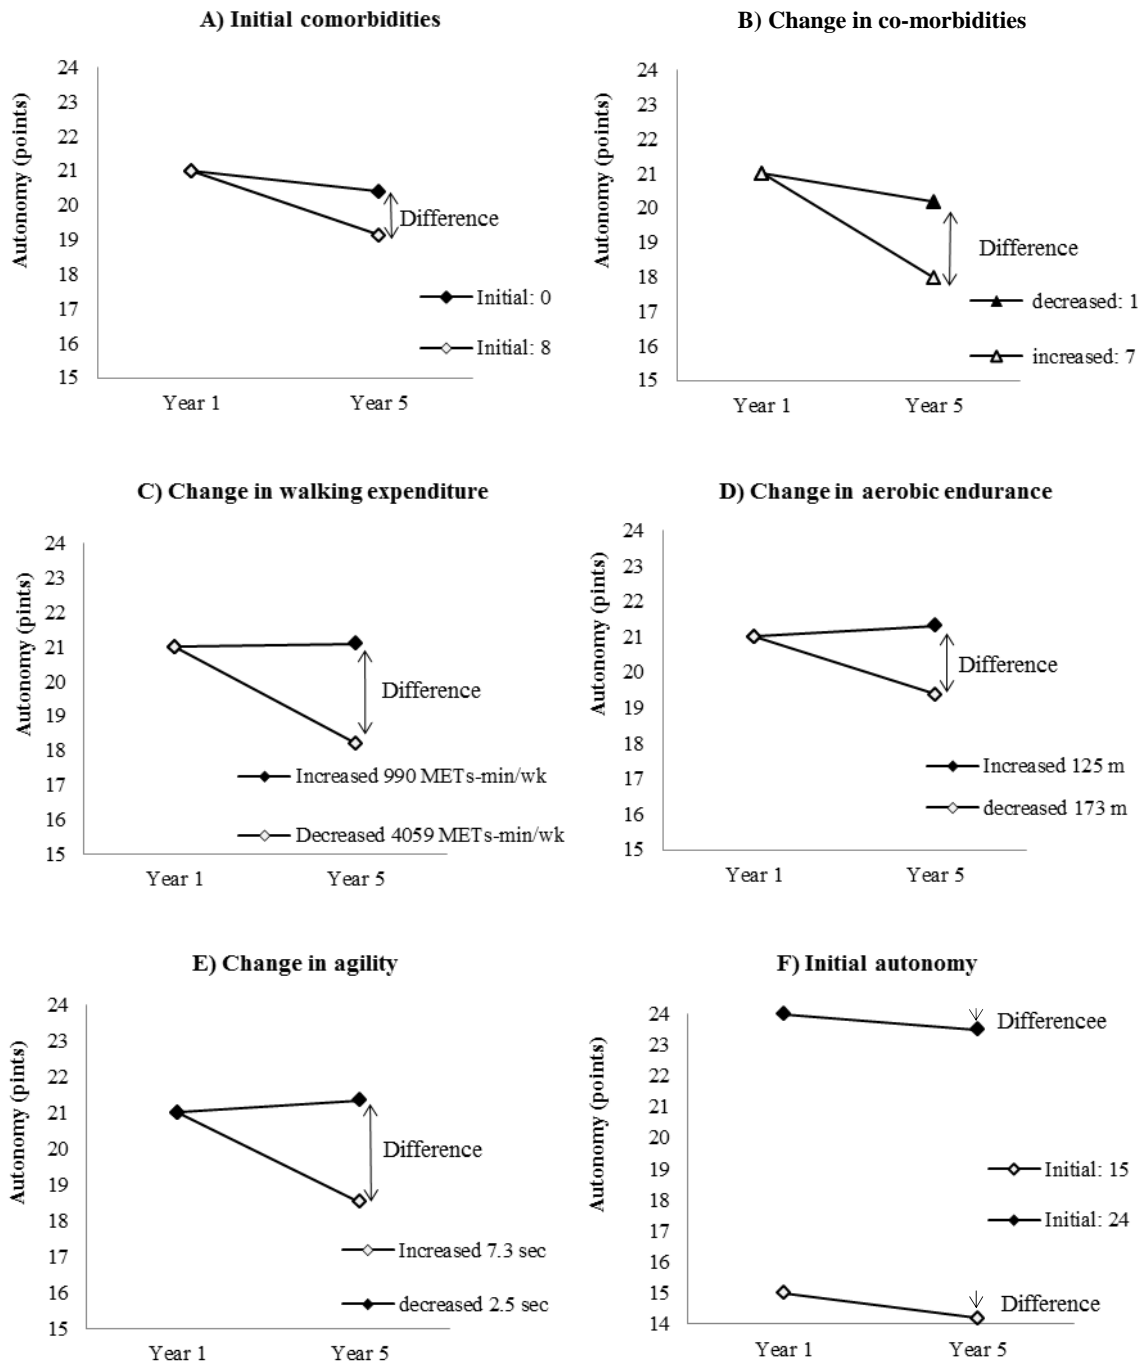 A) Initial comorbidities
Autonomy (points)
24
23
22
21
20
19
18
17
16
15
Difference
Initial: 0
Initial: 8
Year 1
Year 5
B) Change in co-morbidities
Autonomy (points)
24
23
22
21
20
19
18
17
16
15
Difference
decreased: 1
increased: 7
Year 1
Year 5
C) Change in walking expenditure
Autonomy (pints)
24
23
22
21
20
19
18
17
16
15
Difference
Increased 990 METs-min/wk
Decreased 4059 METs-min/wk
Year 1
Year 5
D) Change in aerobic endurance
Autonomy (pints)
24
23
22
21
20
19
18
17
16
15
Difference
Increased 125 m
decreased 173 m
Year 1
Year 5
E) Change in agility
Autonomy (pints)
24
23
22
21
20
19
18
17
16
15
Difference
Increased 7.3 sec
decreased 2.5 sec
Year 1
Year 5
F) Initial autonomy
Autonomy (points)
24
23
22
21
20
19
18
17
16
15
14
Differencee
Initial: 15
Initial: 24
Difference
Year 1
Year 5